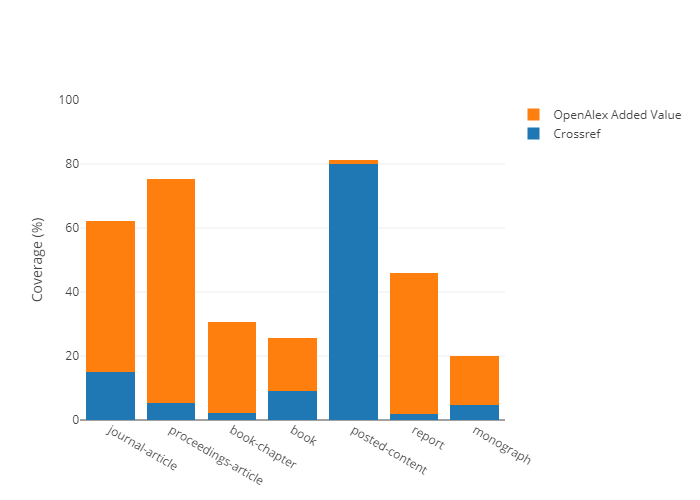 100
80
60
40
20
0
Coverage (%)
journal-article
proceedings-article
book-chapter
book
posted-content
report
monograph
OpenAlex Added Value
Crossref